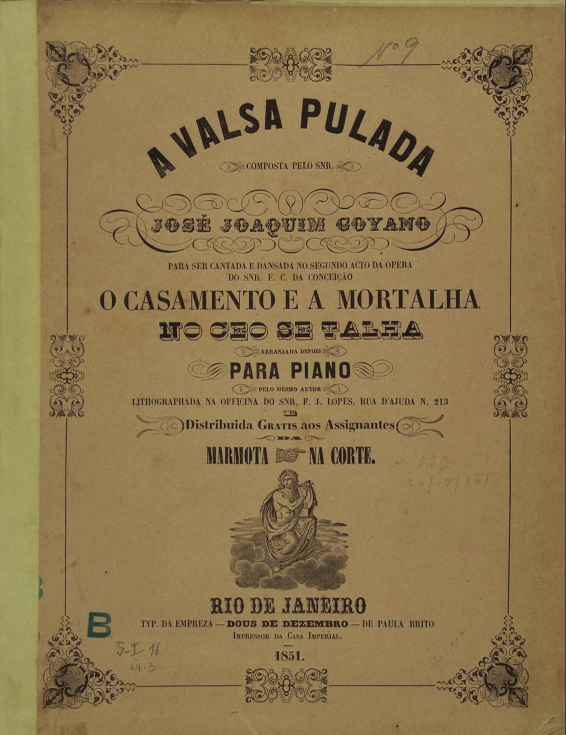 Nº 9
A VALSA PULADA
COMPOSTA PELO SNR.
JOSÉ JOAQUIM GOYANO
PARA SER CANTADA E DANSADA NO SEGUNDO ACTO DA OPERA
DO SNR. F. C. DA CONCEIÇÃO
O CASAMENTO E A MORTALHA
NO CEO SE TALHA
ARRANJADA DEPOIS
PARA PIANO
PELO MESMO AUTOR
LITHOGRAPHADA NA OFFICINA DO SNR. F. J. LOPES, RUA D'AJUDA N. 213
E
Distribuida GRATIS aos Assignantes
DA
MARMOTA NA CORTE.
RIO DE JANEIRO
TYP. DA EMPREZA — DOUS DE DEZEMBRO — DE PAULA BRITO
IMPRESSOR DA CASA IMPERIAL.
1851.
B
S-I-16